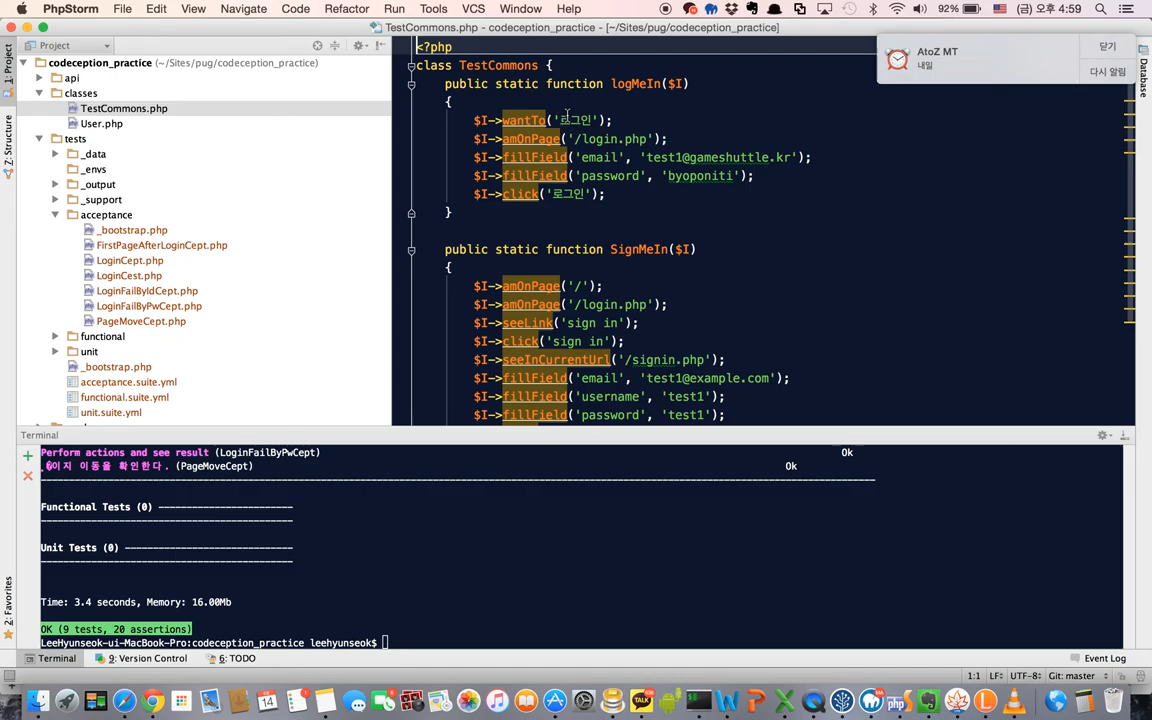 PhpStorm File Edit View Navigate Code Refactor Run Tools VCS Window Help 92% (금) 오후 4:59
TestCommons.php - codeception_practice - [~/Sites/pug/codeception_practice]
AtoZ MT
내일
닫기
다시 알림
Project
1: Project
Z: Structure
2: Favorites
Database
codeception_practice (~/Sites/pug/codeception_practice)
api
classes
TestCommons.php
User.php
tests
_data
_envs
_output
_support
acceptance
_bootstrap.php
FirstPageAfterLoginCept.php
LoginCept.php
LoginCest.php
LoginFailByIdCept.php
LoginFailByPwCept.php
PageMoveCept.php
functional
unit
_bootstrap.php
acceptance.suite.yml
functional.suite.yml
unit.suite.yml
<?php
class TestCommons {
public static function logMeIn($I)
{
$I->wantTo('로그인');
$I->amOnPage('/login.php');
$I->fillField('email', 'test1@gameshuttle.kr');
$I->fillField('password', 'byoponiti');
$I->click('로그인');
}
public static function SignMeIn($I)
{
$I->amOnPage('/');
$I->amOnPage('/login.php');
$I->seeLink('sign in');
$I->click('sign in');
$I->seeInCurrentUrl('/signin.php');
$I->fillField('email', 'test1@example.com');
$I->fillField('username', 'test1');
$I->fillField('password', 'test1');
Terminal
Perform actions and see result (LoginFailByPwCept) Ok
이지 이동을 확인한다. (PageMoveCept) Ok
Functional Tests (0) -----------------------
Unit Tests (0) -----------------------------
Time: 3.4 seconds, Memory: 16.00Mb
OK (9 tests, 20 assertions)
LeeHyunseok-ui-MacBook-Pro:codeception_practice leehyunseok$
Terminal 9: Version Control 6: TODO Event Log
1:1 LF UTF-8 Git: master